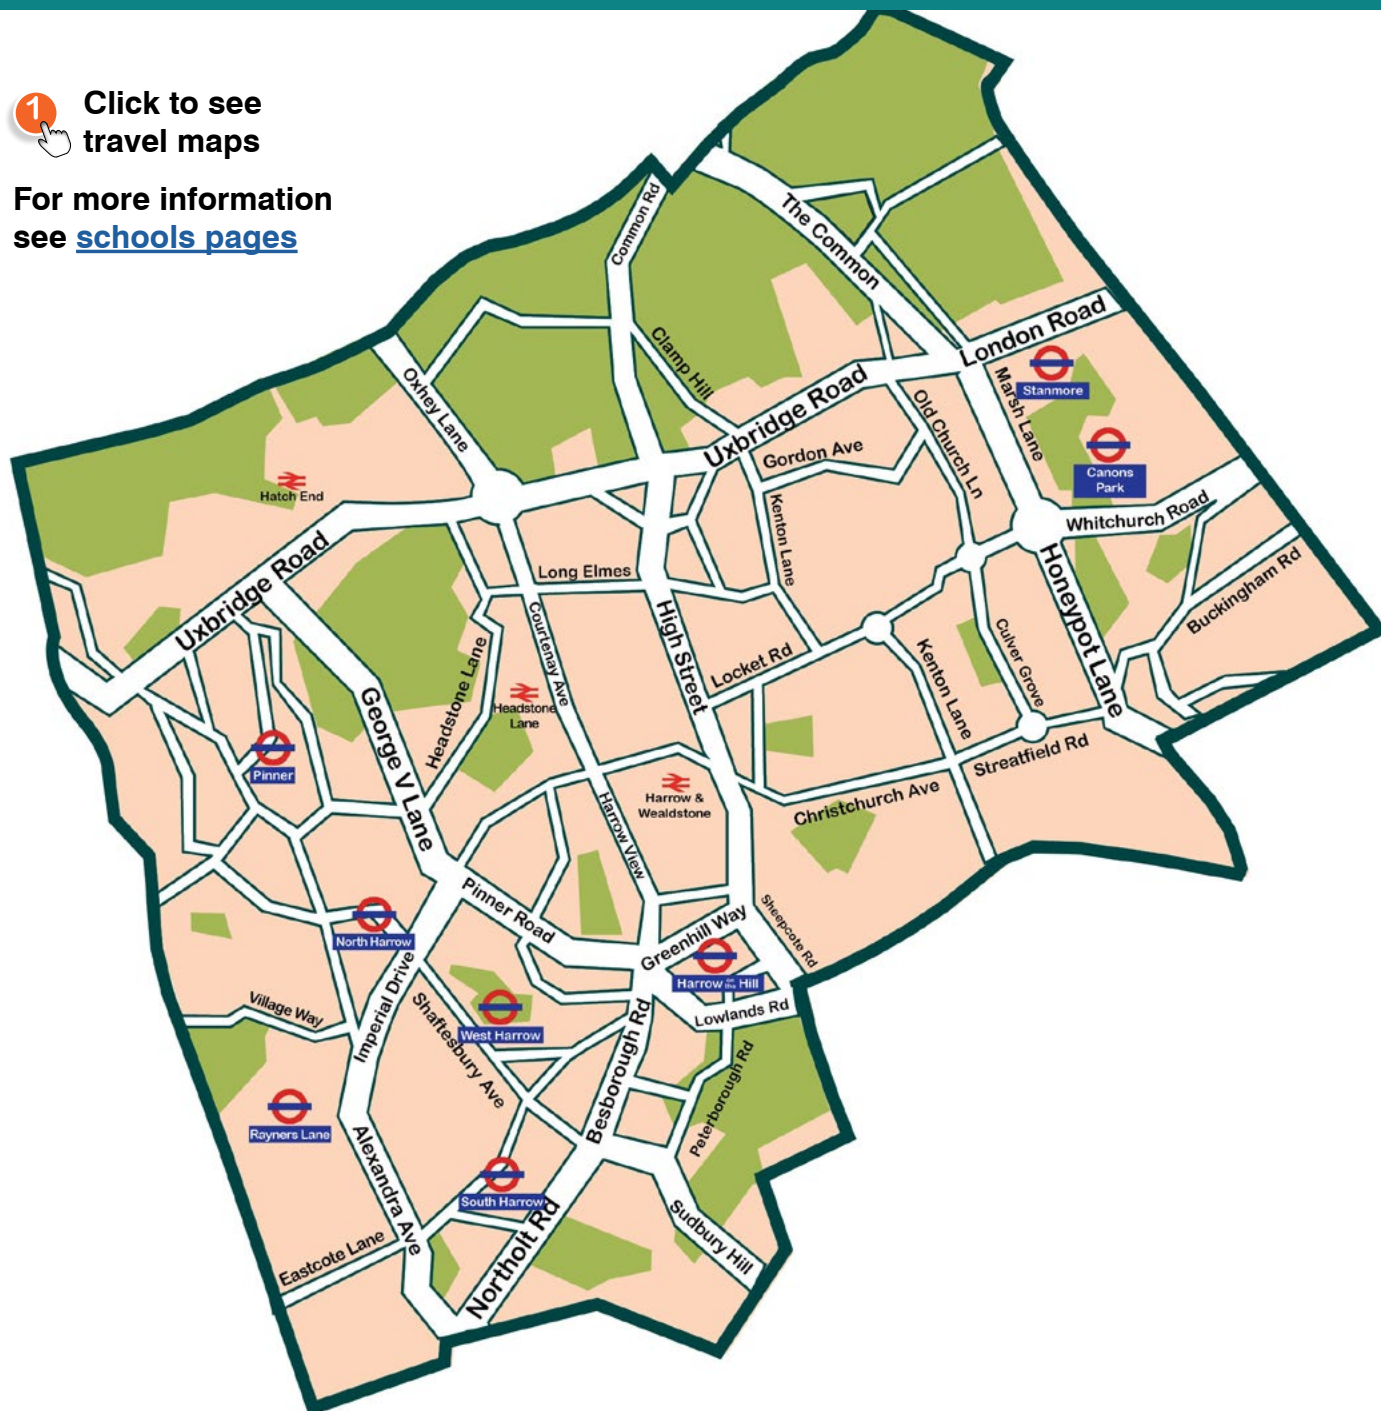 1
Click to see
travel maps
For more information
see schools pages
Common Rd
The Common
Clamp Hill
London Road
Stanmore
Marsh Lane
Oxhey Lane
Uxbridge Road
Old Church Ln
Gordon Ave
Canons
Park
Hatch End
Kenton Lane
Whitchurch Road
Uxbridge Road
Long Elmes
Honeypot Lane
Buckingham Rd
High Street
Courtenay Ave
Headstone Lane
Locket Rd
Culver Grove
Kenton Lane
Headstone
Lane
George V Lane
Pinner
Streatfield Rd
Harrow &
Wealdstone
Christchurch Ave
Harrow View
Pinner Road
Sheepcote Rd
Greenhill Way
North Harrow
Harrow on the Hill
Imperial Drive
Village Way
Shaftesbury Ave
West Harrow
Lowlands Rd
Besborough Rd
Peterborough Rd
Rayners Lane
Alexandra Ave
South Harrow
Sudbury Hill
Eastcote Lane
Northolt Rd